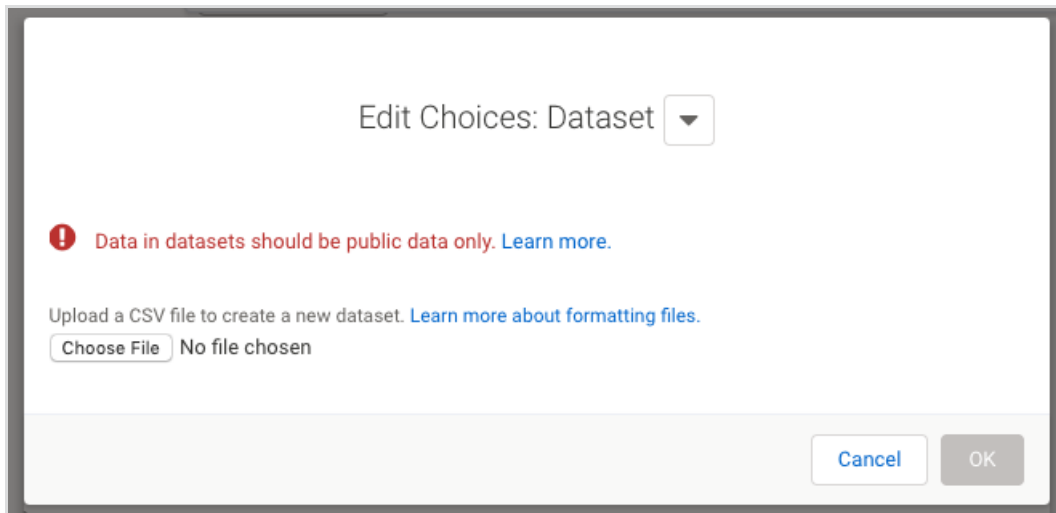 Edit Choices: Dataset
Data in datasets should be public data only. Learn more.
Upload a CSV file to create a new dataset. Learn more about formatting files.
Choose File No file chosen
Cancel OK